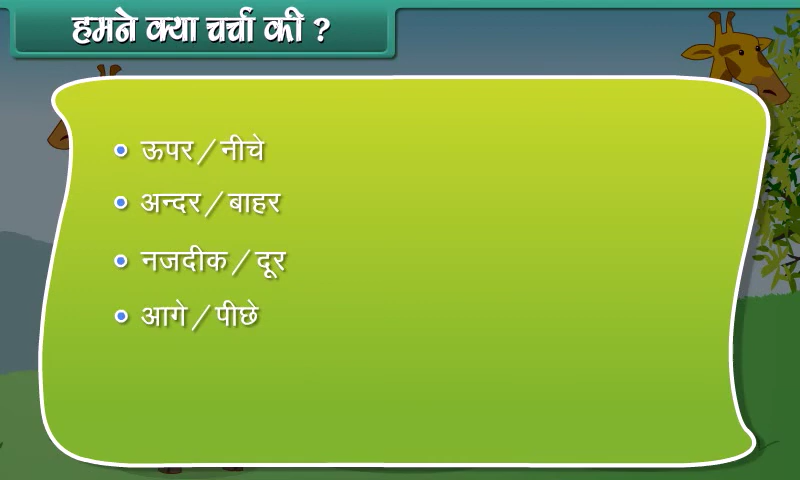 हमने क्या चर्चा की ?
ऊपर / नीचे
अन्दर / बाहर
नजदीक / दूर
आगे / पीछे